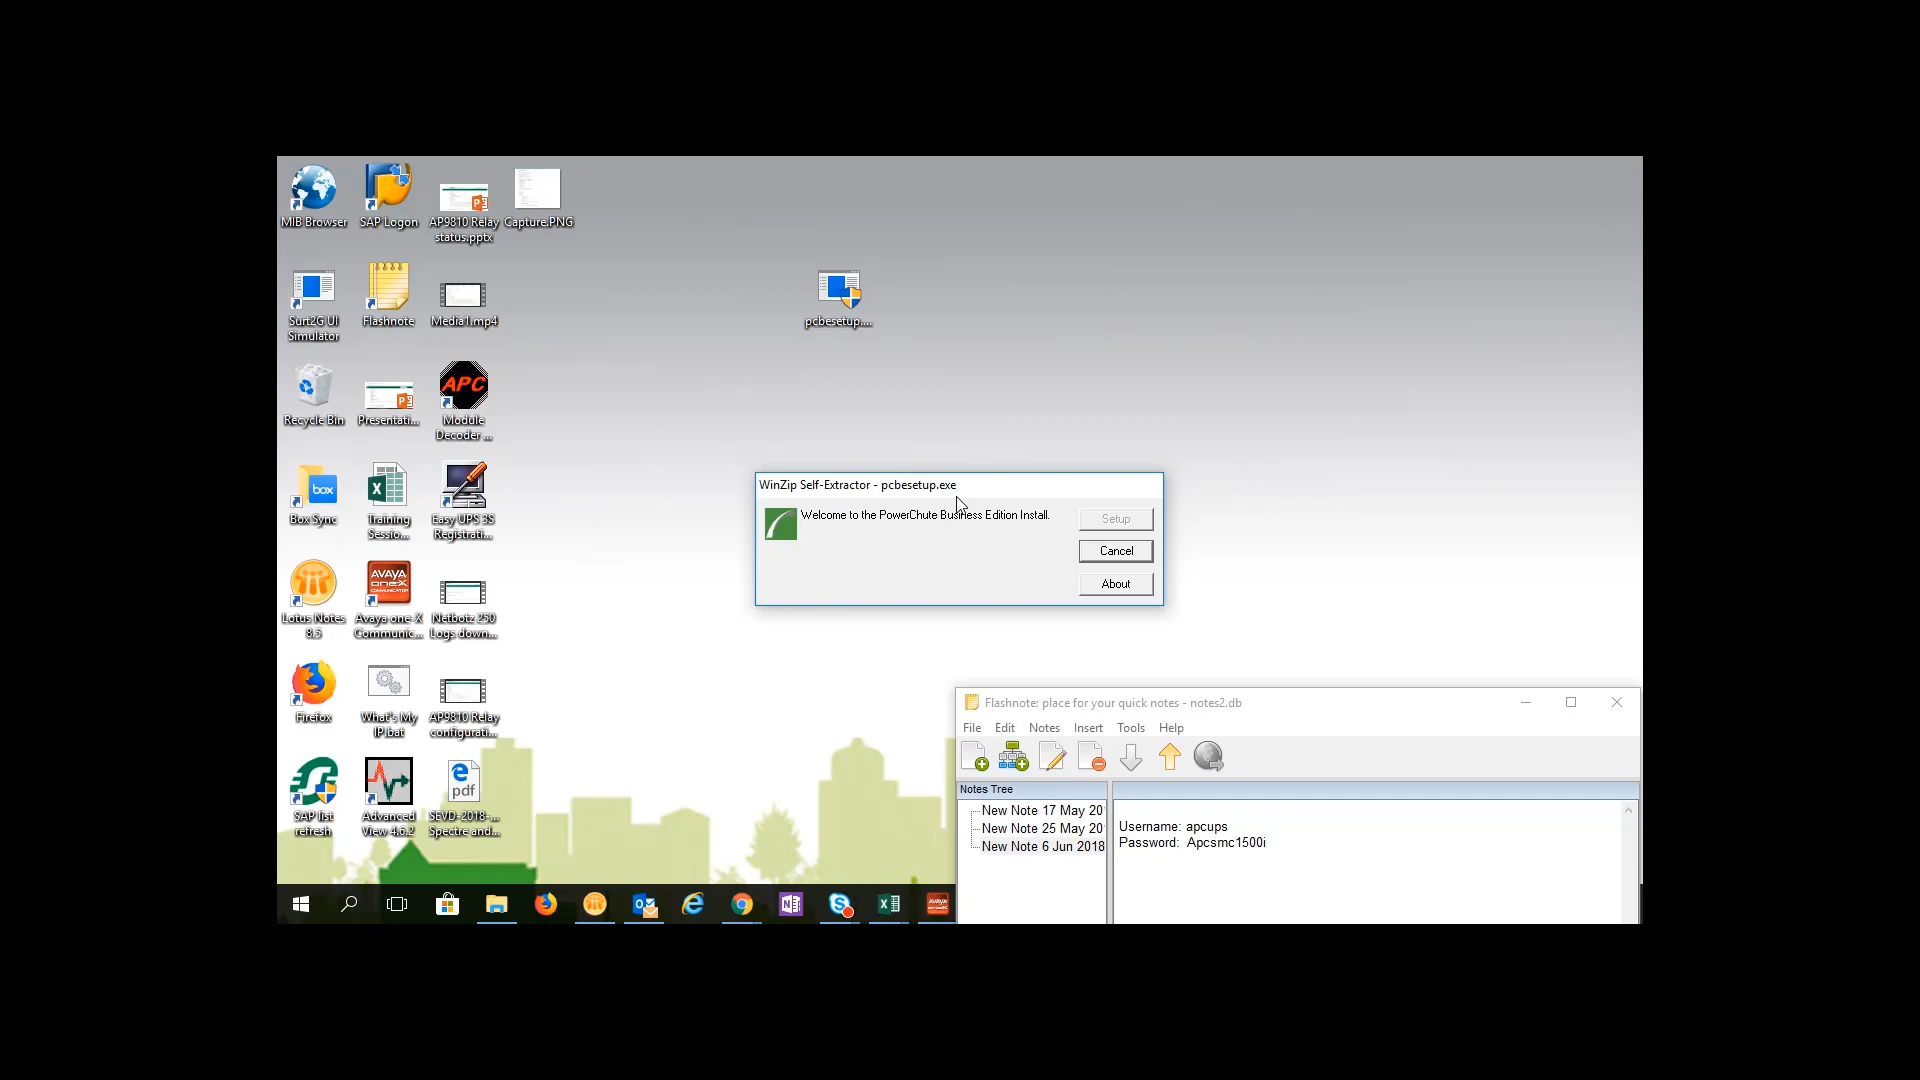 MIB Browser
SAP Logon
AP9810 Relay
status.pptx
Capture.PNG
Surt2G UI
Simulator
Flashnote
Media1.mp4
pcbesetup....
Recycle Bin
Presentati...
APC
Module
Decoder ...
box
Box Sync
Training
Sessio...
Easy UPS 3S
Registrati...
WinZip Self-Extractor - pcbesetup.exe
Welcome to the PowerChute Business Edition Install.
Setup
Cancel
About
Lotus Notes
8.5
AVAYA
one-X
COMMUNICATOR
Avaya one-X
Communic...
Netbotz 250
Logs down...
Firefox
What's My
IP.bat
AP9810 Relay
configurati...
pdf
SAP list
refresh
Advanced
View 4.6.2
SEVD-2018-...
Spectre and...
Flashnote: place for your quick notes - notes2.db
File Edit Notes Insert Tools Help
Notes Tree
New Note 17 May 20
New Note 25 May 20
New Note 6 Jun 2018
Username: apcups
Password: Apcsmc1500i